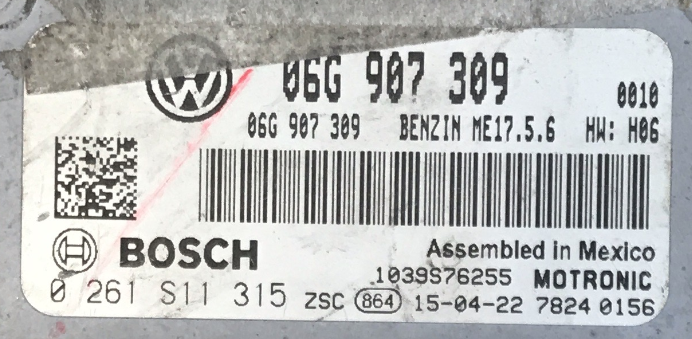 06G 907 309 0010
06G 907 309 BENZIN ME17.5.6 HW: H06
BOSCH Assembled in Mexico
1039S76255 MOTRONIC
0 261 S11 315 ZSC 864 15-04-22 7824 0156